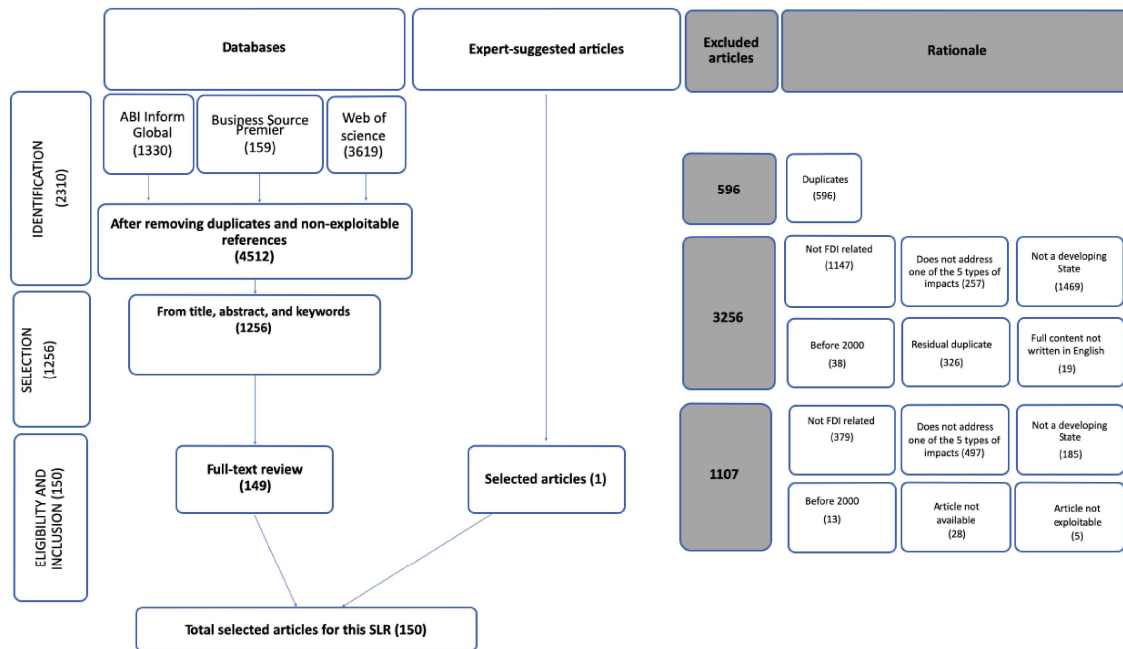 Databases
Expert-suggested articles
Excluded
articles
Rationale
IDENTIFICATION
(2310)
ABI Inform
Global
(1330)
Business Source
Premier
(159)
Web of
science
(3619)
After removing duplicates and non-exploitable
references
(4512)
596
Duplicates
(596)
SELECTION
(1256)
From title, abstract, and keywords
(1256)
3256
Not FDI related
(1147)
Does not address
one of the 5 types of
impacts (257)
Not a developing
State
(1469)
Before 2000
(38)
Residual duplicate
(326)
Full content not
written in English
(19)
ELIGIBILITY AND
INCLUSION (150)
Full-text review
(149)
Selected articles (1)
1107
Not FDI related
(379)
Does not address
one of the 5 types of
impacts (497)
Not a developing
State
(185)
Before 2000
(13)
Article not
available
(28)
Article not
exploitable
(5)
Total selected articles for this SLR (150)